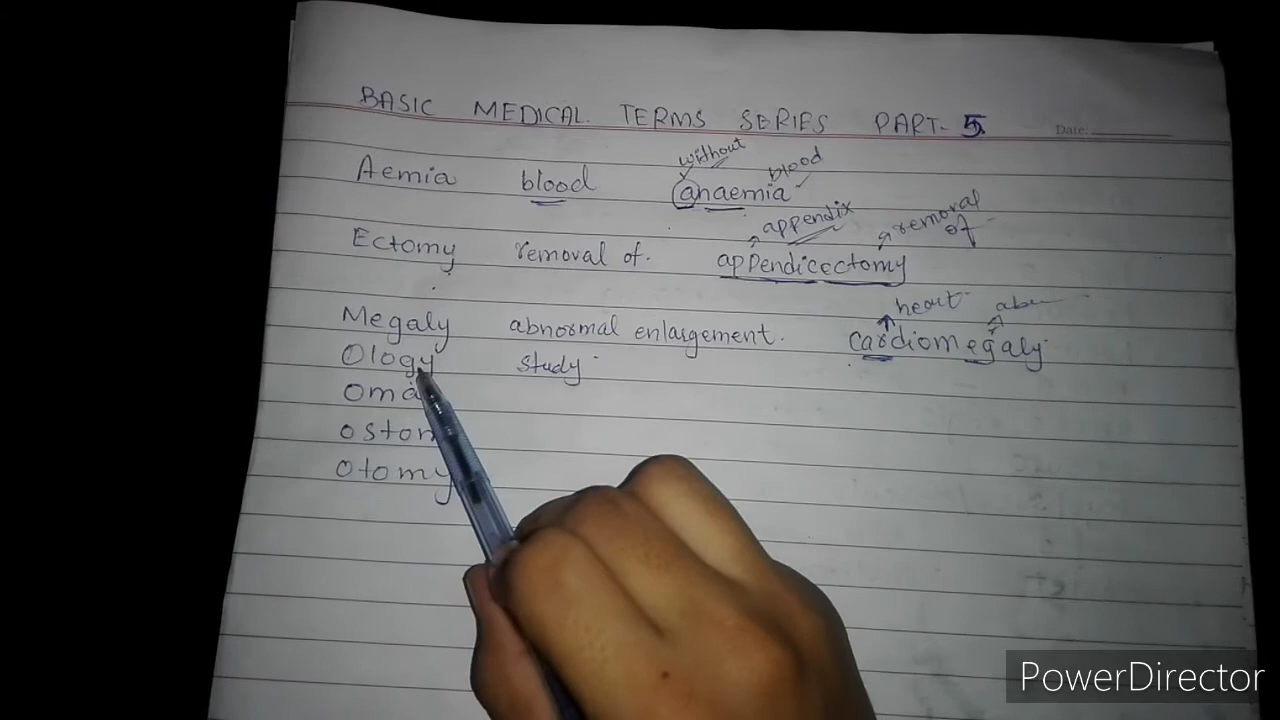 BASIC MEDICAL TERMS SERIES PART-5
Date:
without blood
Aemia blood anaemia
appendix removal of
Ectomy removal of. appendicectomy
heart
Megaly abnormal enlargement. cardiomegaly
Ology study
Oma
Otomy
PowerDirector